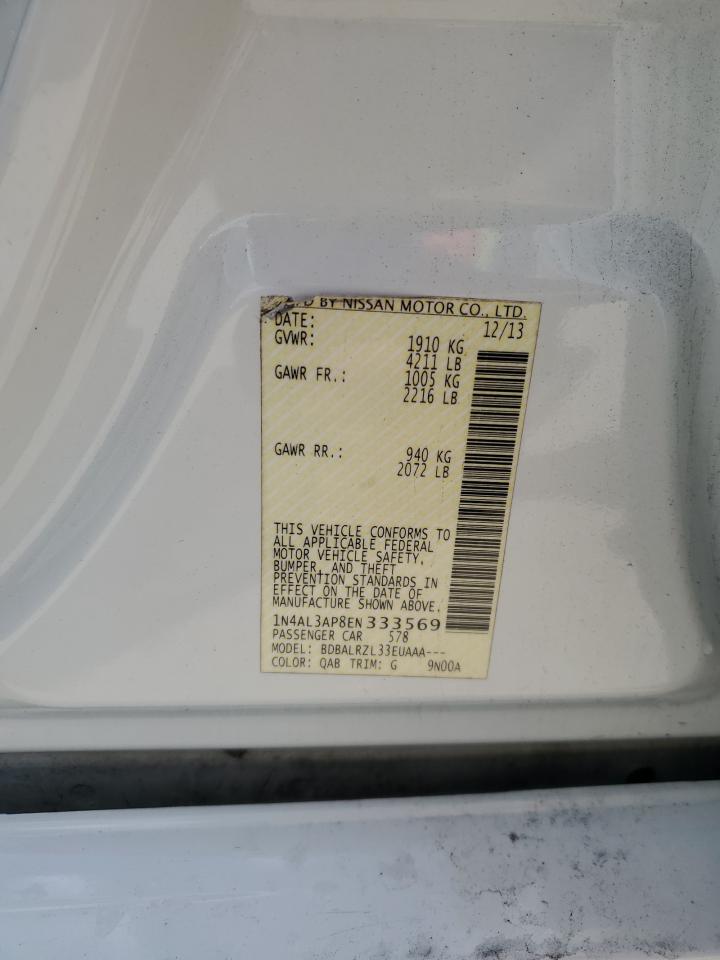 BY NISSAN MOTOR CO., LTD.
DATE: 12/13
GVWR: 1910 KG
4211 LB
GAWR FR.: 1005 KG
2216 LB
GAWR RR.: 940 KG
2072 LB
THIS VEHICLE CONFORMS TO
ALL APPLICABLE FEDERAL
MOTOR VEHICLE SAFETY,
BUMPER, AND THEFT
PREVENTION STANDARDS IN
EFFECT ON THE DATE OF
MANUFACTURE SHOWN ABOVE.
1N4AL3AP8EN333569
PASSENGER CAR 578
MODEL: BDBALRZL33EUAAA---
COLOR: QAB TRIM: G 9N00A